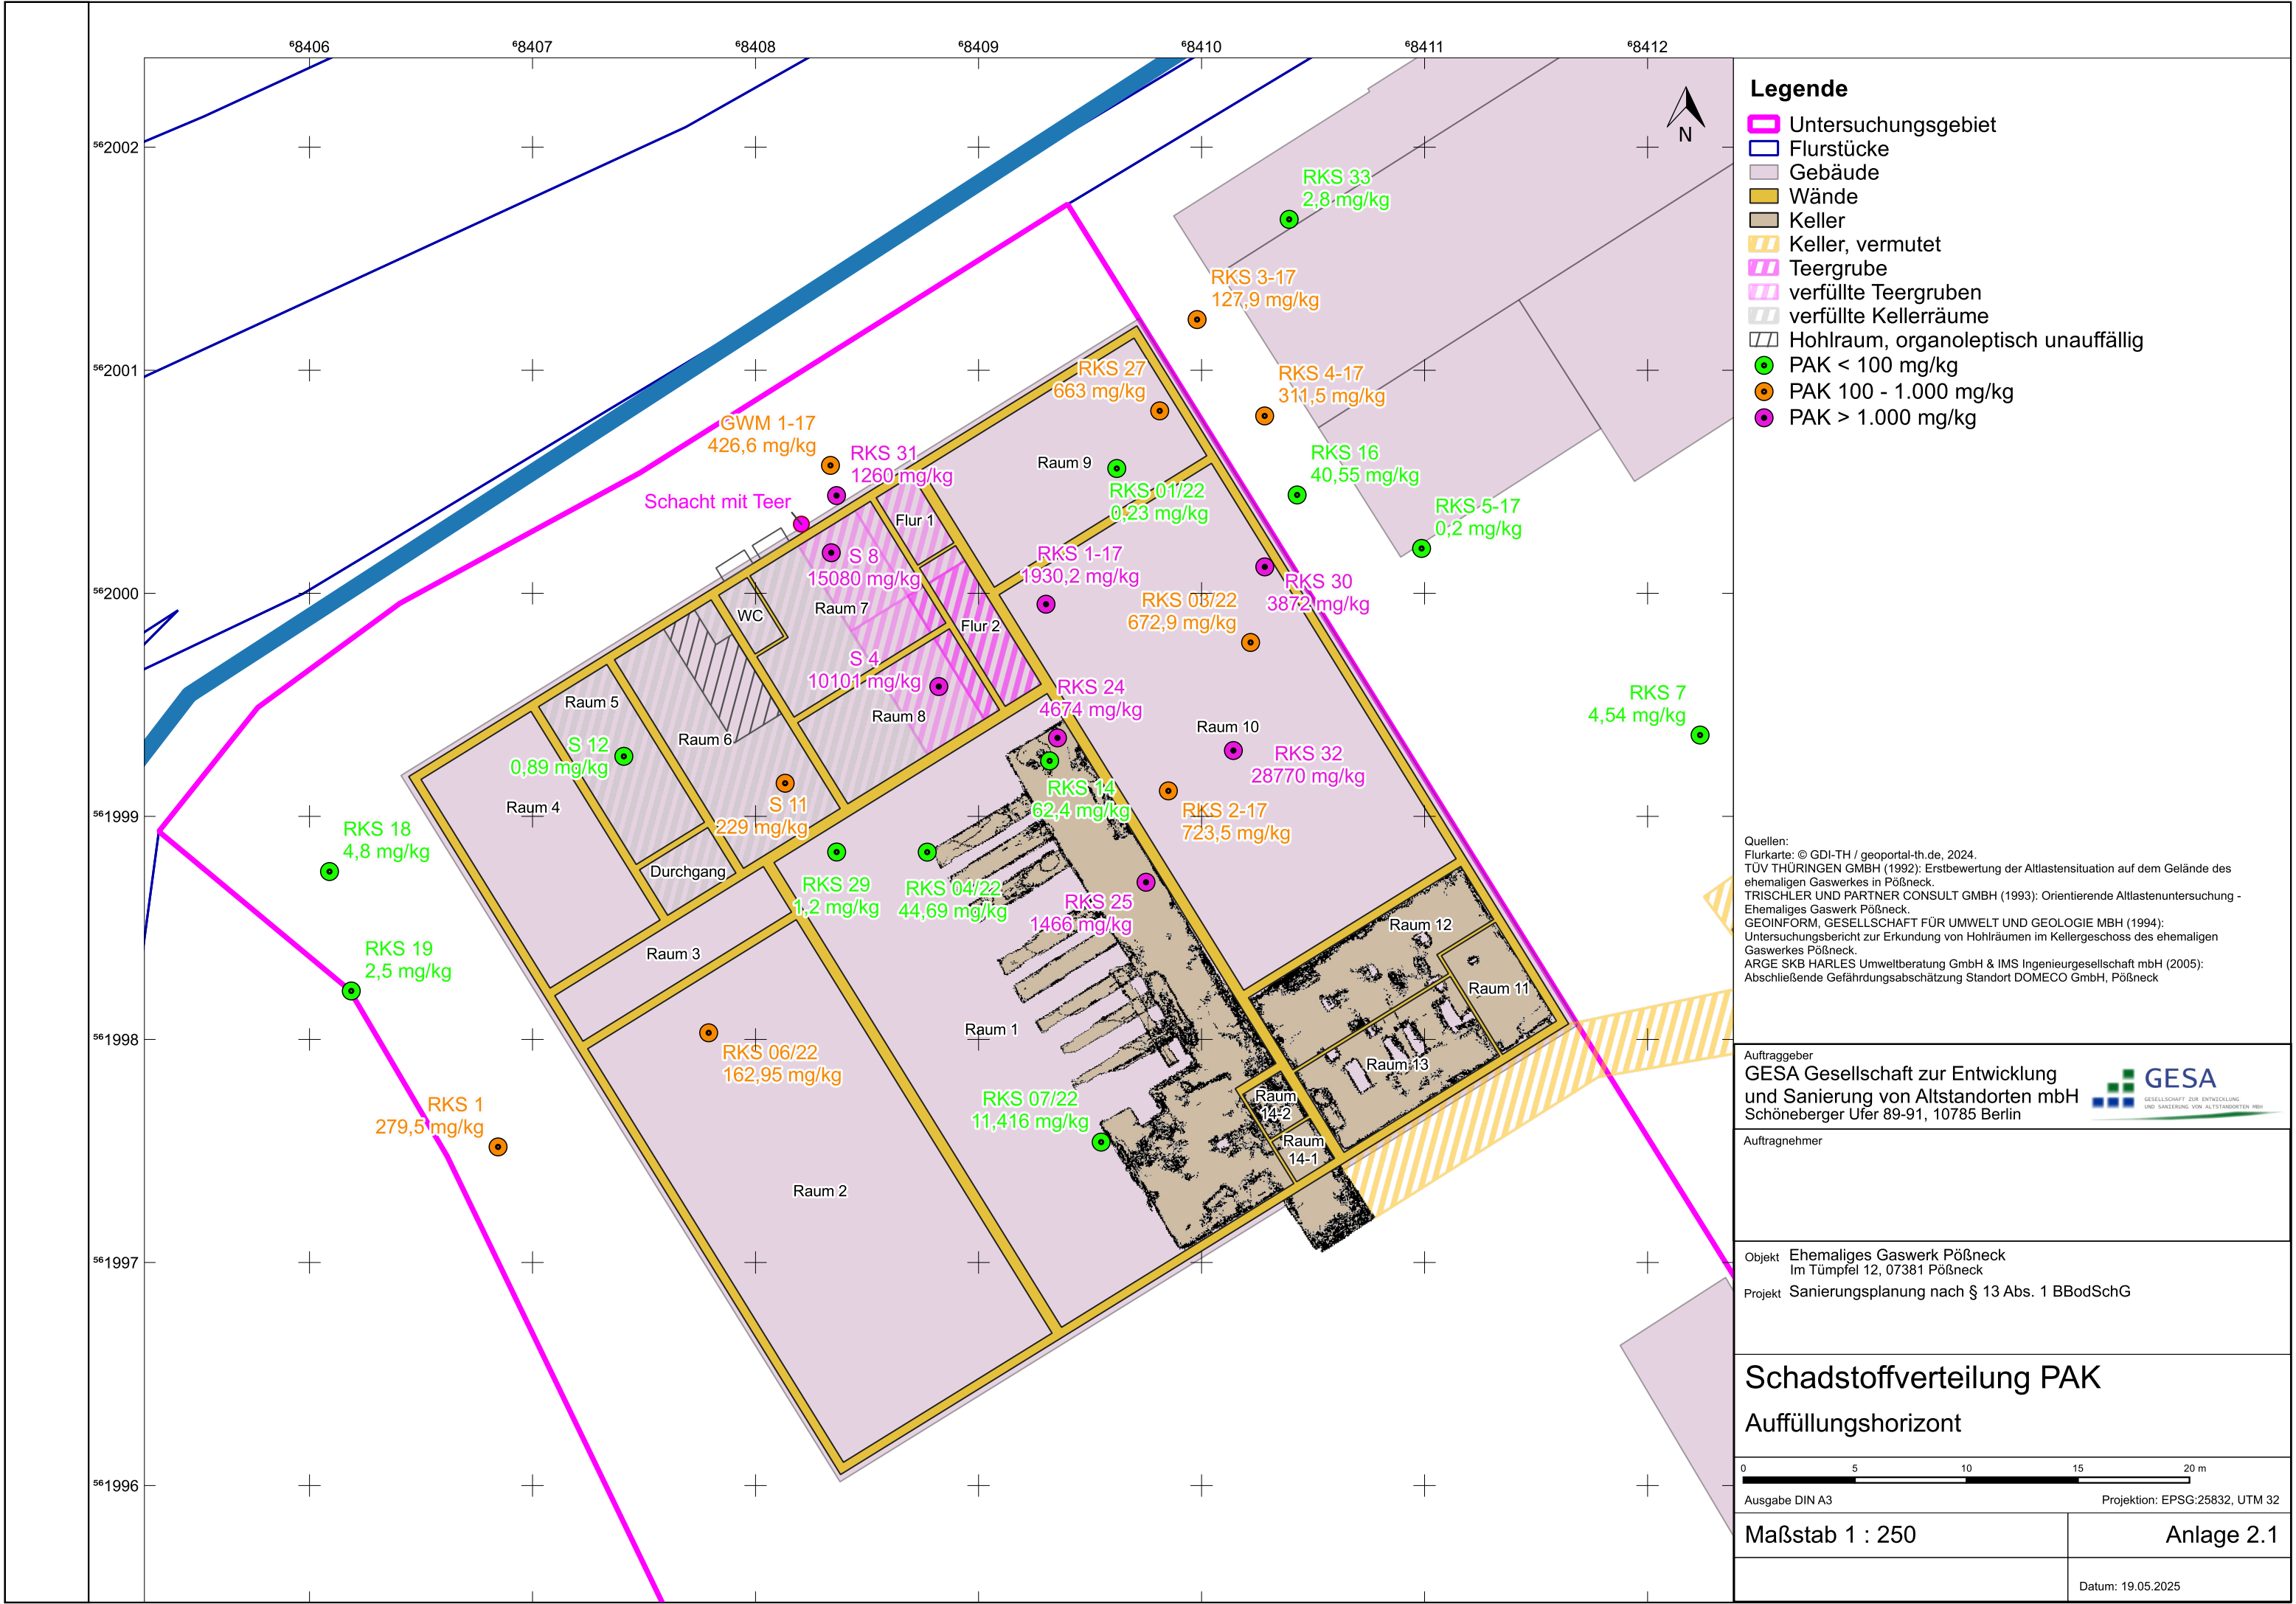 ⁶8406 ⁶8407 ⁶8408 ⁶8409 ⁶8410 ⁶8411 ⁶8412
⁵⁶2002
⁵⁶2001
⁵⁶2000
⁵⁶1999
⁵⁶1998
⁵⁶1997
⁵⁶1996
N
RKS 33
2,8 mg/kg
RKS 3-17
127,9 mg/kg
RKS 27
663 mg/kg
RKS 4-17
311,5 mg/kg
GWM 1-17
426,6 mg/kg
RKS 31
1260 mg/kg
Schacht mit Teer
Raum 9
RKS 16
40,55 mg/kg
RKS 01/22
0,23 mg/kg
RKS 5-17
0,2 mg/kg
Flur 1
S 8
15080 mg/kg
RKS 1-17
1930,2 mg/kg
RKS 30
3872 mg/kg
WC
Raum 7
RKS 03/22
672,9 mg/kg
Flur 2
S 4
10101 mg/kg
RKS 24
4674 mg/kg
RKS 7
4,54 mg/kg
Raum 5
Raum 8
Raum 6
Raum 10
S 12
0,89 mg/kg
RKS 32
28770 mg/kg
Raum 4
S 11
229 mg/kg
RKS 14
62,4 mg/kg
RKS 2-17
723,5 mg/kg
RKS 18
4,8 mg/kg
Durchgang
RKS 29
1,2 mg/kg
RKS 04/22
44,69 mg/kg
RKS 25
1466 mg/kg
Raum 12
RKS 19
2,5 mg/kg
Raum 3
Raum 11
Raum 1
RKS 06/22
162,95 mg/kg
Raum 13
RKS 1
279,5 mg/kg
RKS 07/22
11,416 mg/kg
Raum
14-2
Raum
14-1
Raum 2
Legende
Untersuchungsgebiet
Flurstücke
Gebäude
Wände
Keller
Keller, vermutet
Teergrube
verfüllte Teergruben
verfüllte Kellerräume
Hohlraum, organoleptisch unauffällig
PAK < 100 mg/kg
PAK 100 - 1.000 mg/kg
PAK > 1.000 mg/kg
Quellen:
Flurkarte: © GDI-TH / geoportal-th.de, 2024.
TÜV THÜRINGEN GMBH (1992): Erstbewertung der Altlastensituation auf dem Gelände des
ehemaligen Gaswerkes in Pößneck.
TRISCHLER UND PARTNER CONSULT GMBH (1993): Orientierende Altlastenuntersuchung -
Ehemaliges Gaswerk Pößneck.
GEOINFORM, GESELLSCHAFT FÜR UMWELT UND GEOLOGIE MBH (1994):
Untersuchungsbericht zur Erkundung von Hohlräumen im Kellergeschoss des ehemaligen
Gaswerkes Pößneck.
ARGE SKB HARLES Umweltberatung GmbH & IMS Ingenieurgesellschaft mbH (2005):
Abschließende Gefährdungsabschätzung Standort DOMECO GmbH, Pößneck
Auftraggeber
GESA Gesellschaft zur Entwicklung
und Sanierung von Altstandorten mbH
Schöneberger Ufer 89-91, 10785 Berlin
GESA
GESELLSCHAFT ZUR ENTWICKLUNG
UND SANIERUNG VON ALTSTANDORTEN MBH
Auftragnehmer
Objekt Ehemaliges Gaswerk Pößneck
Im Tümpfel 12, 07381 Pößneck
Projekt Sanierungsplanung nach § 13 Abs. 1 BBodSchG
Schadstoffverteilung PAK
Auffüllungshorizont
0 5 10 15 20 m
Ausgabe DIN A3 Projektion: EPSG:25832, UTM 32
Maßstab 1 : 250 Anlage 2.1
Datum: 19.05.2025